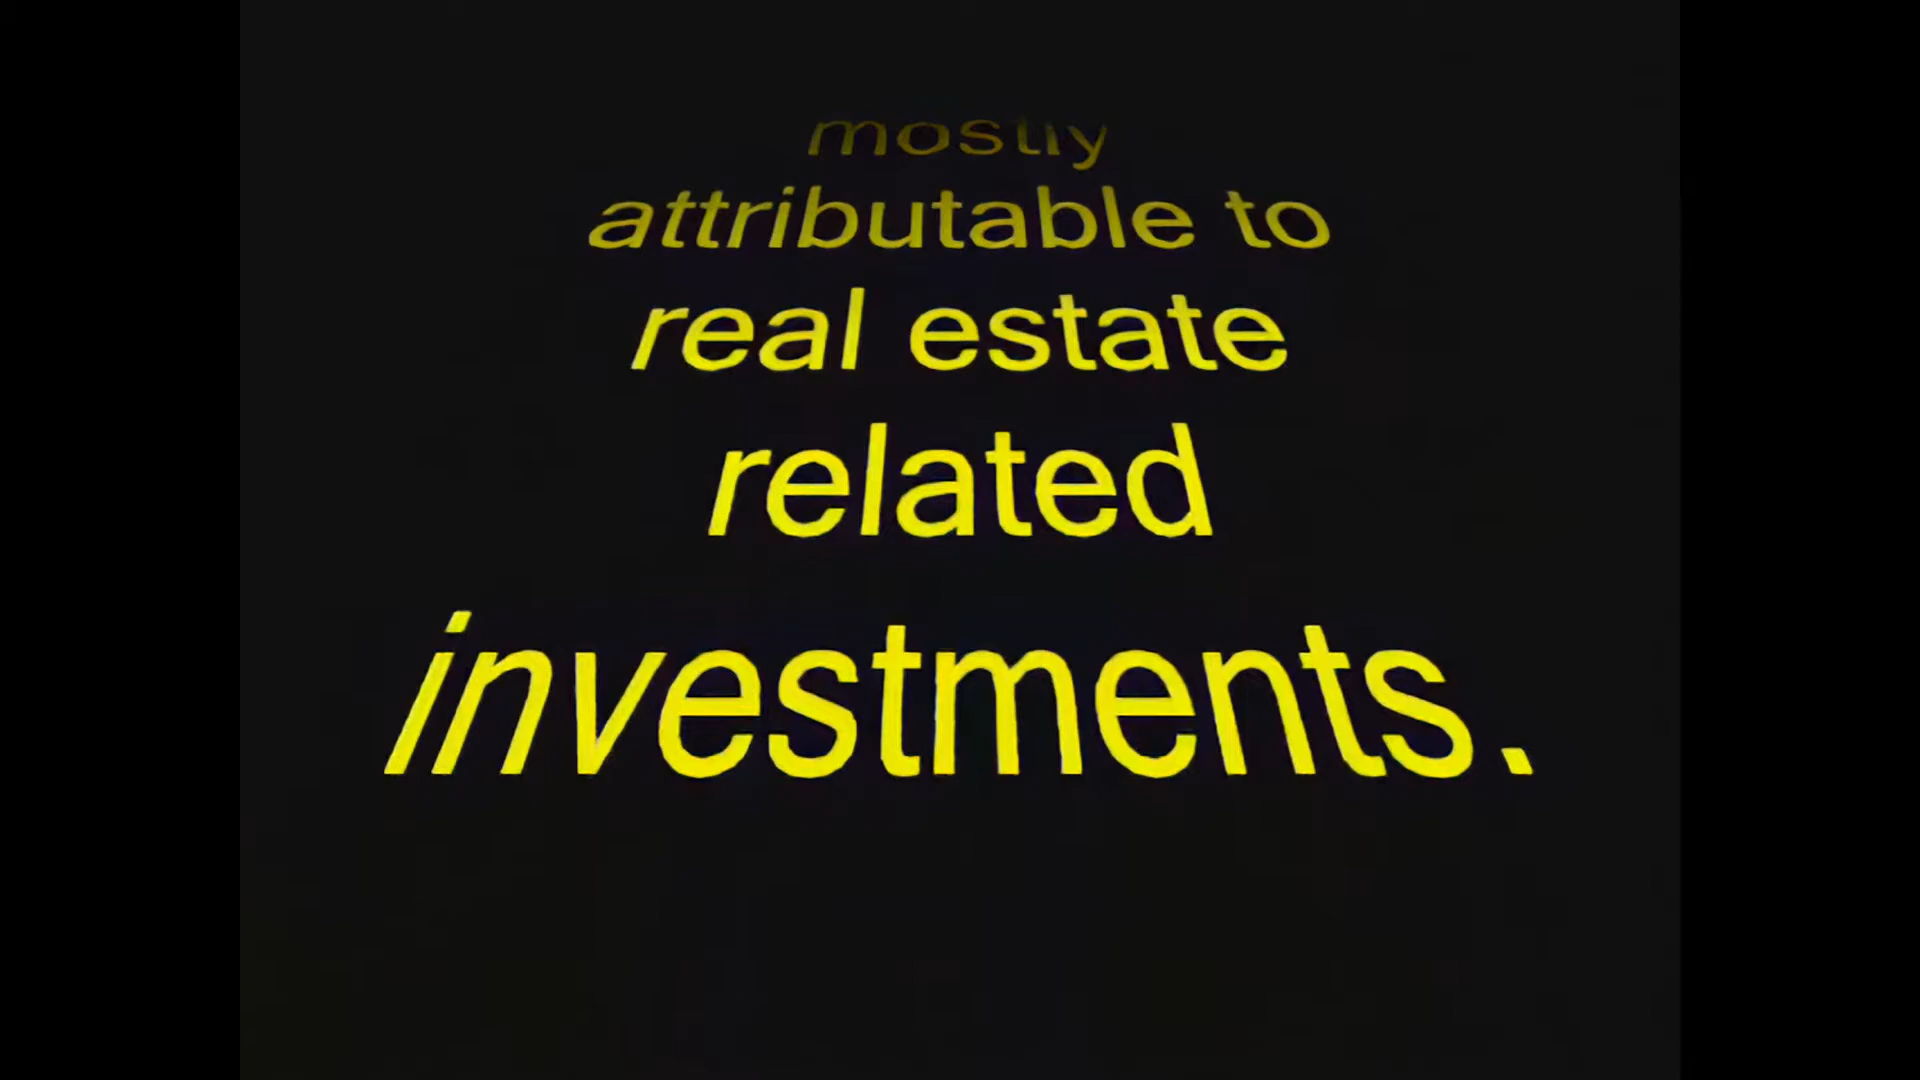 mostly
attributable to
real estate
related
investments.